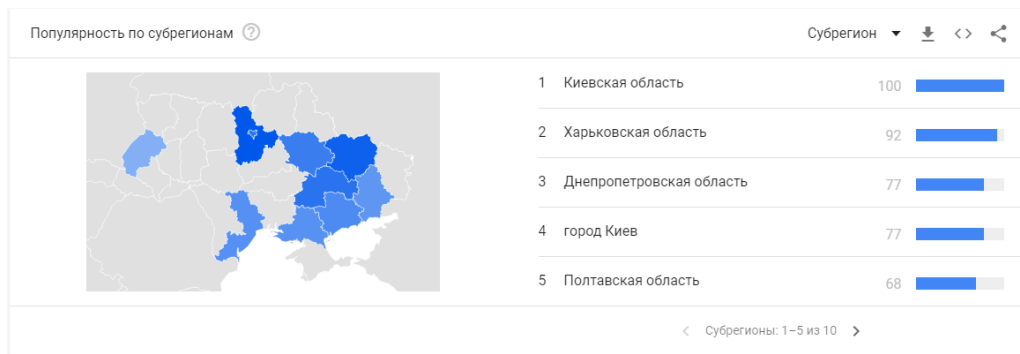 Популярность по субрегионам
Субрегион
1 Киевская область 100
2 Харьковская область 92
3 Днепропетровская область 77
4 город Киев 77
5 Полтавская область 68
Субрегионы: 1–5 из 10